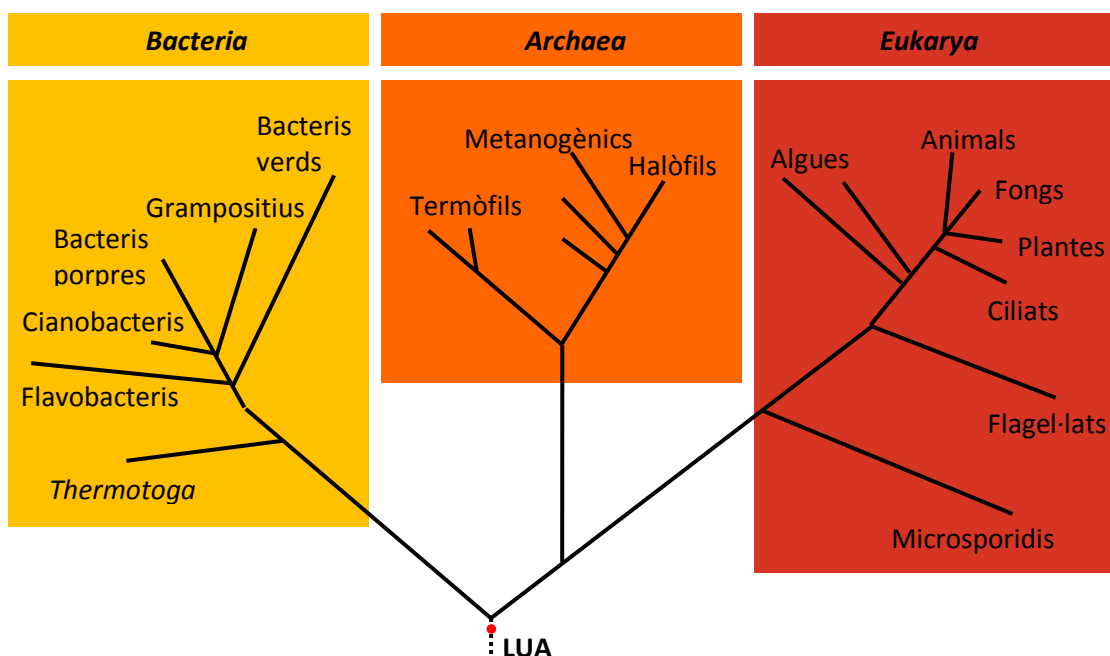 Bacteria
Archaea
Eukarya
Bacteris
verds
Grampositius
Bacteris
porpres
Cianobacteris
Flavobacteris
Thermotoga
Metanogènics
Halòfils
Termòfils
Animals
Algues
Fongs
Plantes
Ciliats
Flagel·lats
Microsporidis
LUA